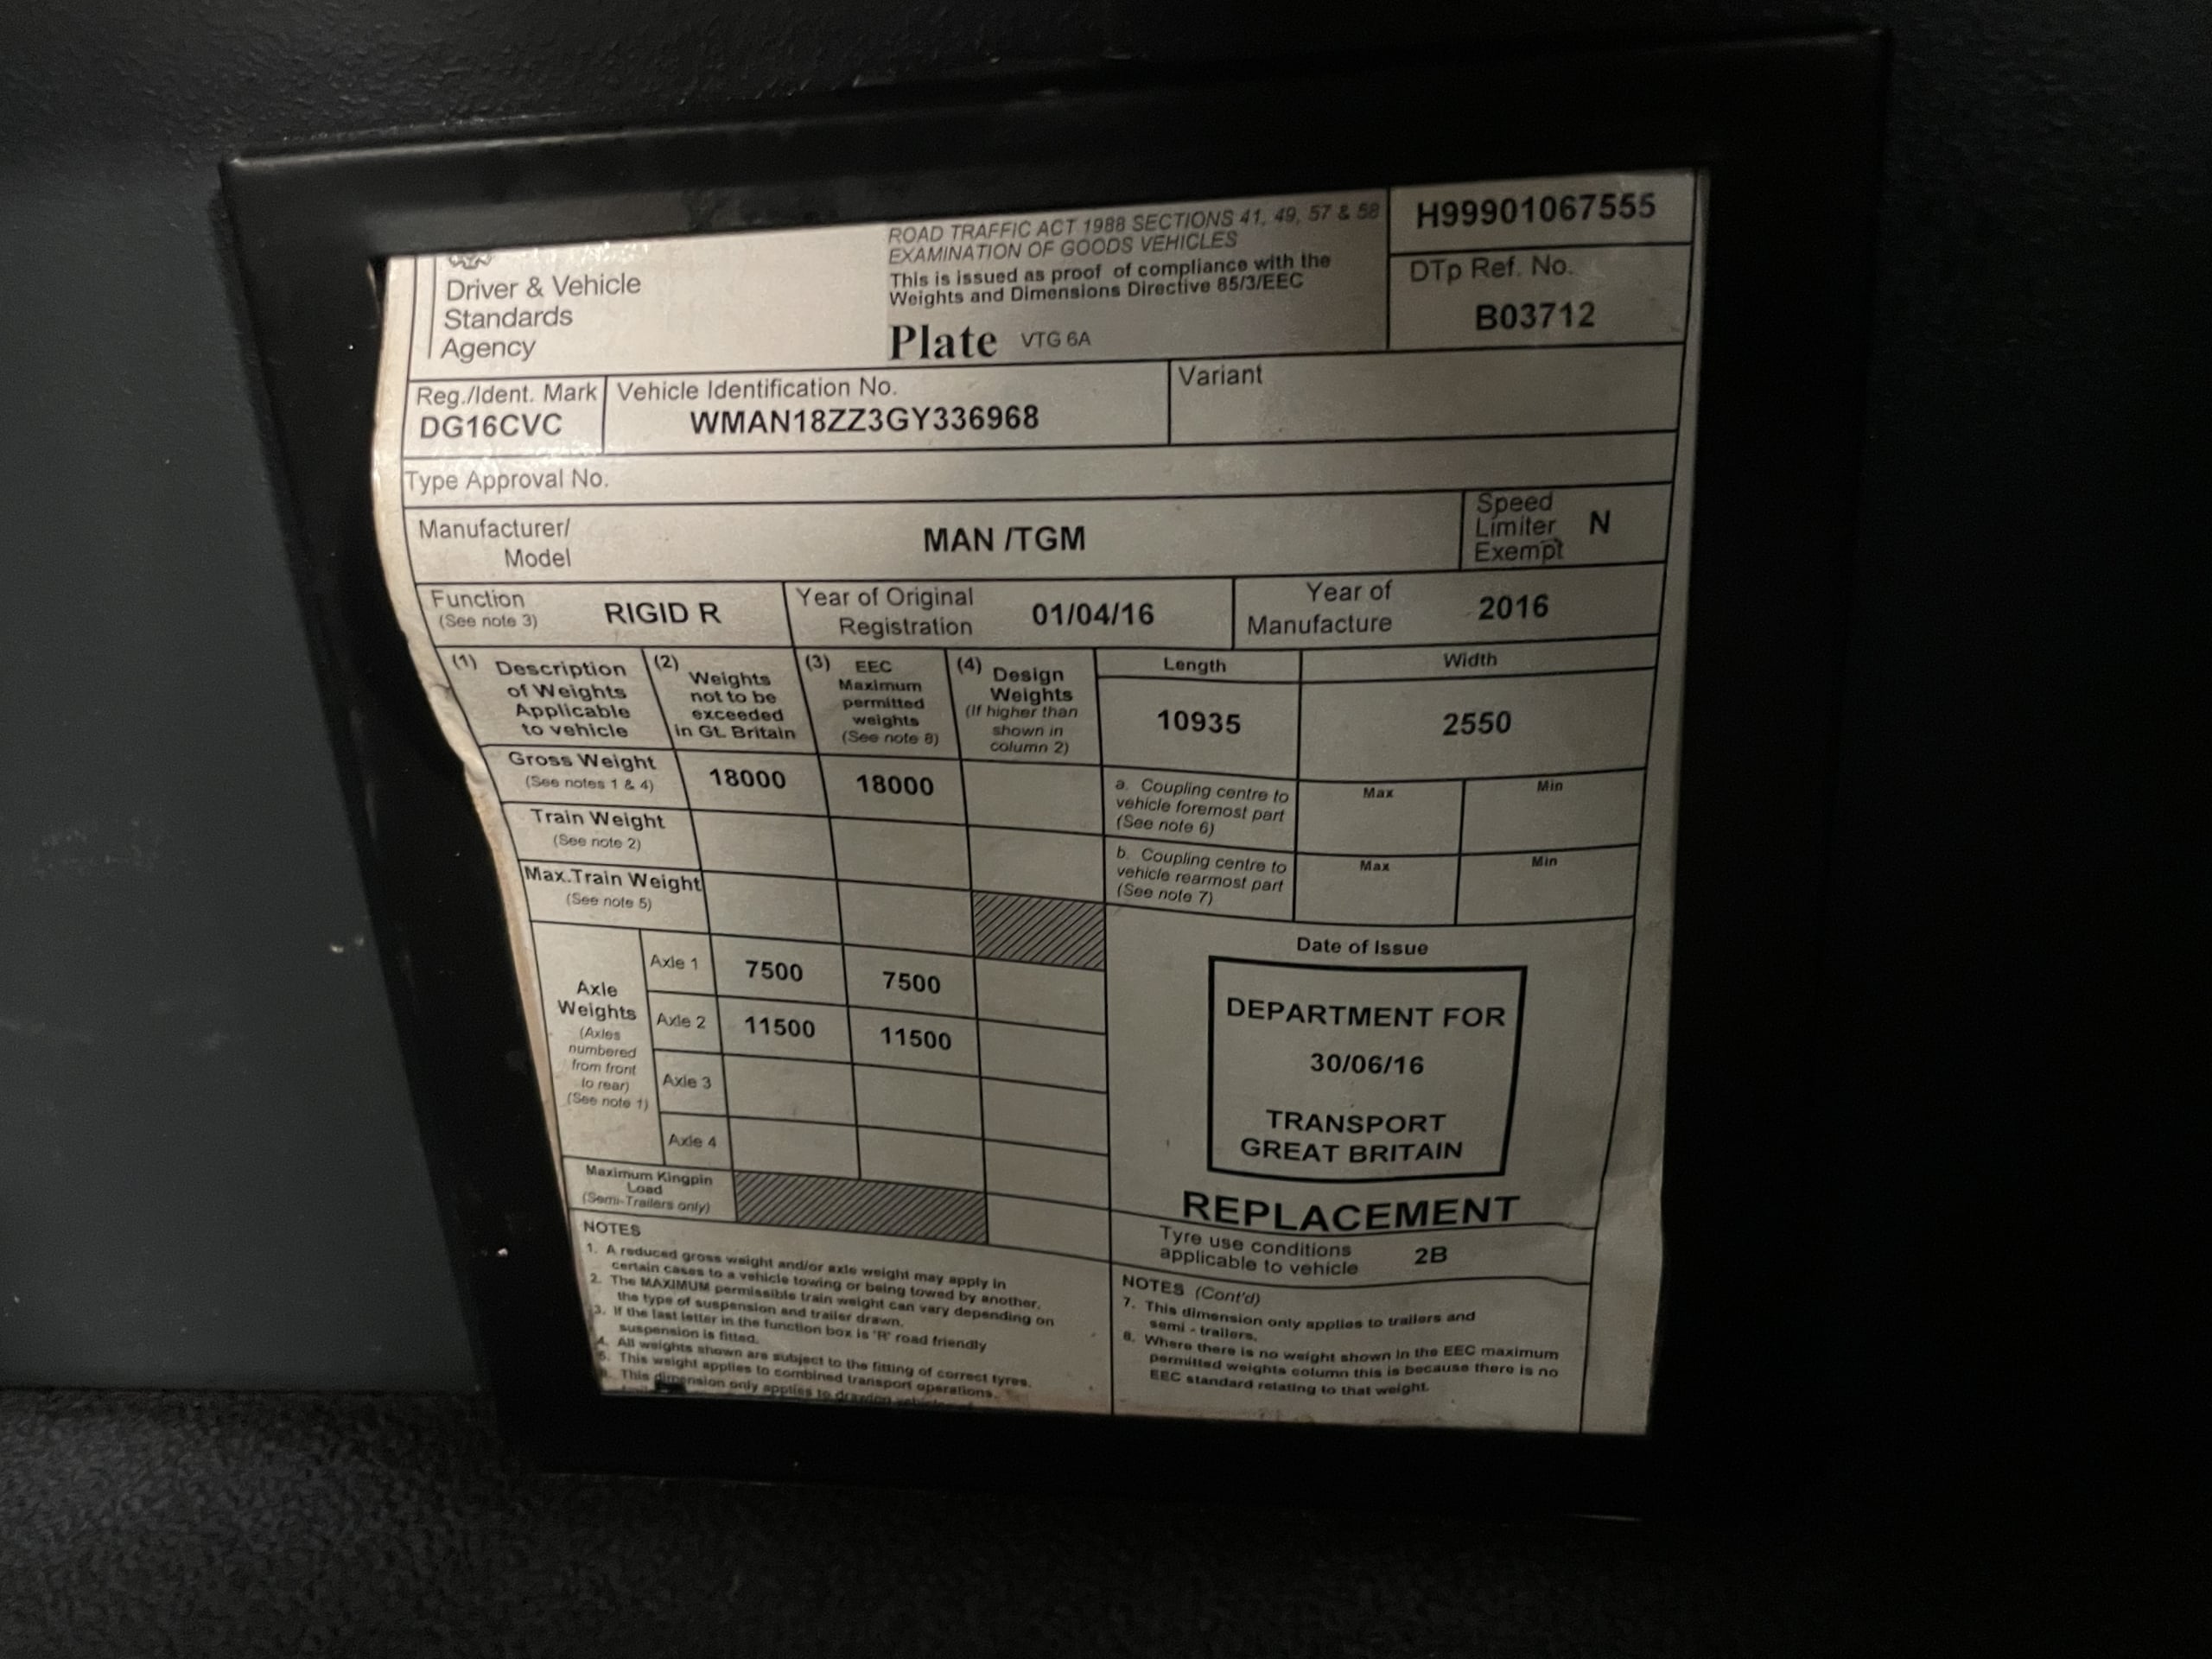 ROAD TRAFFIC ACT 1988 SECTIONS 41, 49, 57 & 58
EXAMINATION OF GOODS VEHICLES
This is issued as proof of compliance with the
Weights and Dimensions Directive 85/3/EEC
Plate VTG 6A
Driver & Vehicle
Standards
Agency
H99901067555
DTp Ref. No.
B03712
Reg./Ident. Mark
DG16CVC
Vehicle Identification No.
WMAN18ZZ3GY336968
Variant
Type Approval No.
Manufacturer/
Model
MAN /TGM
Speed
Limiter
Exempt
N
Function
(See note 3)
RIGID R
Year of Original
Registration
01/04/16
Year of
Manufacture
2016
(1) Description
of Weights
Applicable
to vehicle
(2) Weights
not to be
exceeded
in Gt. Britain
(3) EEC
Maximum
permitted
weights
(See note 8)
(4) Design
Weights
(If higher than
shown in
column 2)
Length
10935
Width
2550
Gross Weight
(See notes 1 & 4)
18000
18000
Train Weight
(See note 2)
Max.Train Weight
(See note 5)
a. Coupling centre to
vehicle foremost part
(See note 6)
Max
Min
b. Coupling centre to
vehicle rearmost part
(See note 7)
Max
Min
Axle
Weights
(Axles
numbered
from front
to rear)
(See note 1)
Axle 1
7500
7500
Axle 2
11500
11500
Axle 3
Axle 4
Maximum Kingpin
Load
(Semi-Trailers only)
Date of Issue
DEPARTMENT FOR
30/06/16
TRANSPORT
GREAT BRITAIN
REPLACEMENT
Tyre use conditions
applicable to vehicle
2B
NOTES
1. A reduced gross weight and/or axle weight may apply in
certain cases to a vehicle towing or being towed by another.
2. The MAXIMUM permissible train weight can vary depending on
the type of suspension and trailer drawn.
3. If the last letter in the function box is 'R' road friendly
suspension is fitted.
4. All weights shown are subject to the fitting of correct tyres.
5. This weight applies to combined transport operations.
This dimension only applies to drawing
NOTES (Cont'd)
7. This dimension only applies to trailers and
semi - trailers.
8. Where there is no weight shown in the EEC maximum
permitted weights column this is because there is no
EEC standard relating to that weight.